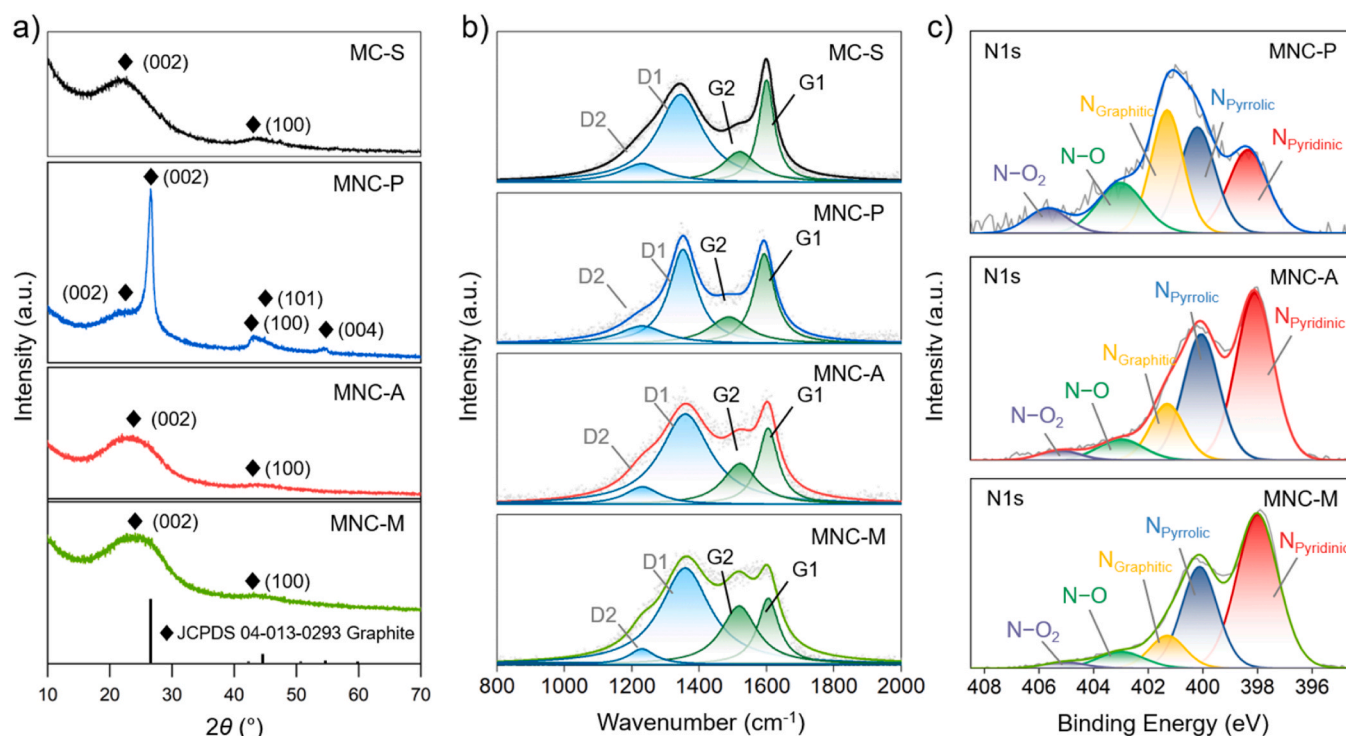 a)
MC-S
(002)
(100)
MNC-P
(002)
(002)
(101)
(100)
(004)
MNC-A
(002)
(100)
MNC-M
(002)
(100)
◆ JCPDS 04-013-0293 Graphite
10 20 30 40 50 60 70
2θ (°)
Intensity (a.u.)
b)
MC-S
D1
G2
G1
D2
MNC-P
D1
G2
G1
D2
MNC-A
D1
G2
G1
D2
MNC-M
D1
G2
G1
D2
800 1000 1200 1400 1600 1800 2000
Wavenumber (cm-1)
Intensity (a.u.)
c)
N1s
MNC-P
NGraphitic
NPyrrolic
NPyridinic
N–O
N–O2
N1s
MNC-A
NPyrrolic
NPyridinic
NGraphitic
N–O
N–O2
N1s
MNC-M
NPyrrolic
NPyridinic
NGraphitic
N–O
N–O2
408 406 404 402 400 398 396
Binding Energy (eV)
Intensity (a.u.)